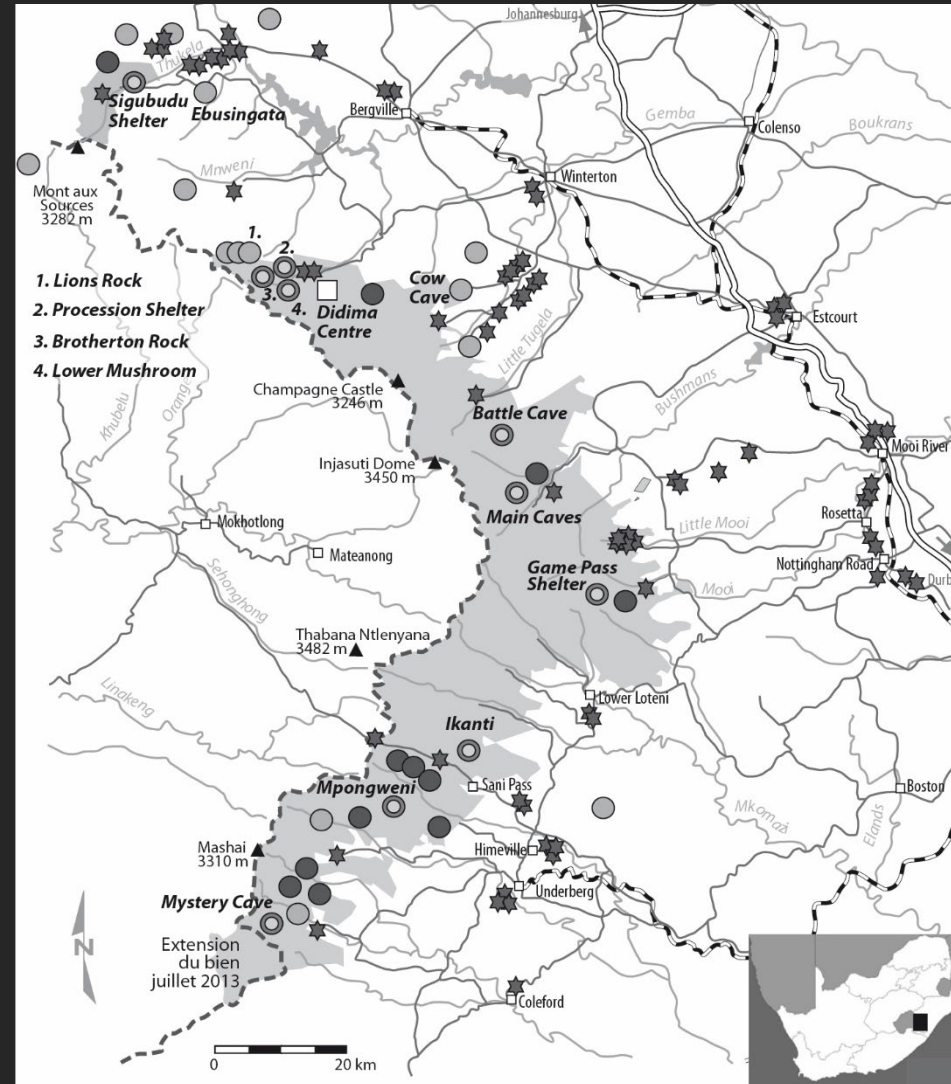 Johannesburg
Thukela
Sigubudu
Shelter
Ebusingata
Bergville
Gemba
Colenso
Boukrans
Mnweni
Winterton
Mont aux
Sources
3282 m
1.
2.
3.
4.
1. Lions Rock
2. Procession Shelter
3. Brotherton Rock
4. Lower Mushroom
Didima
Centre
Cow
Cave
Estcourt
Little Tugela
Khubelu
Orange
Champagne Castle
3246 m
Bushmans
Battle Cave
Mooi River
Injasuti Dome
3450 m
Main Caves
Rosetta
Little Mooi
Mokhotlong
Mateanong
Nottingham Road
Game Pass
Shelter
Mooi
Durb
Sehonghong
Thabana Ntlenyana
3482 m
Linakeng
Lower Loteni
Ikanti
Sani Pass
Mpongweni
Boston
Mkomazi
Elands
Mashai
3310 m
Himeville
Underberg
Mystery Cave
Extension
du bien
juillet 2013
N
Coleford
0
20 km